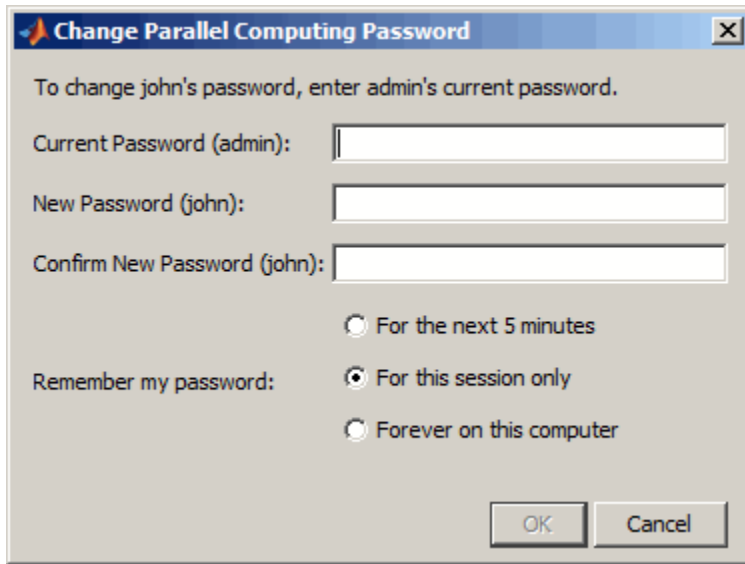 Change Parallel Computing Password
To change john's password, enter admin's current password.
Current Password (admin):
New Password (john):
Confirm New Password (john):
For the next 5 minutes
Remember my password:
For this session only
Forever on this computer
OK
Cancel